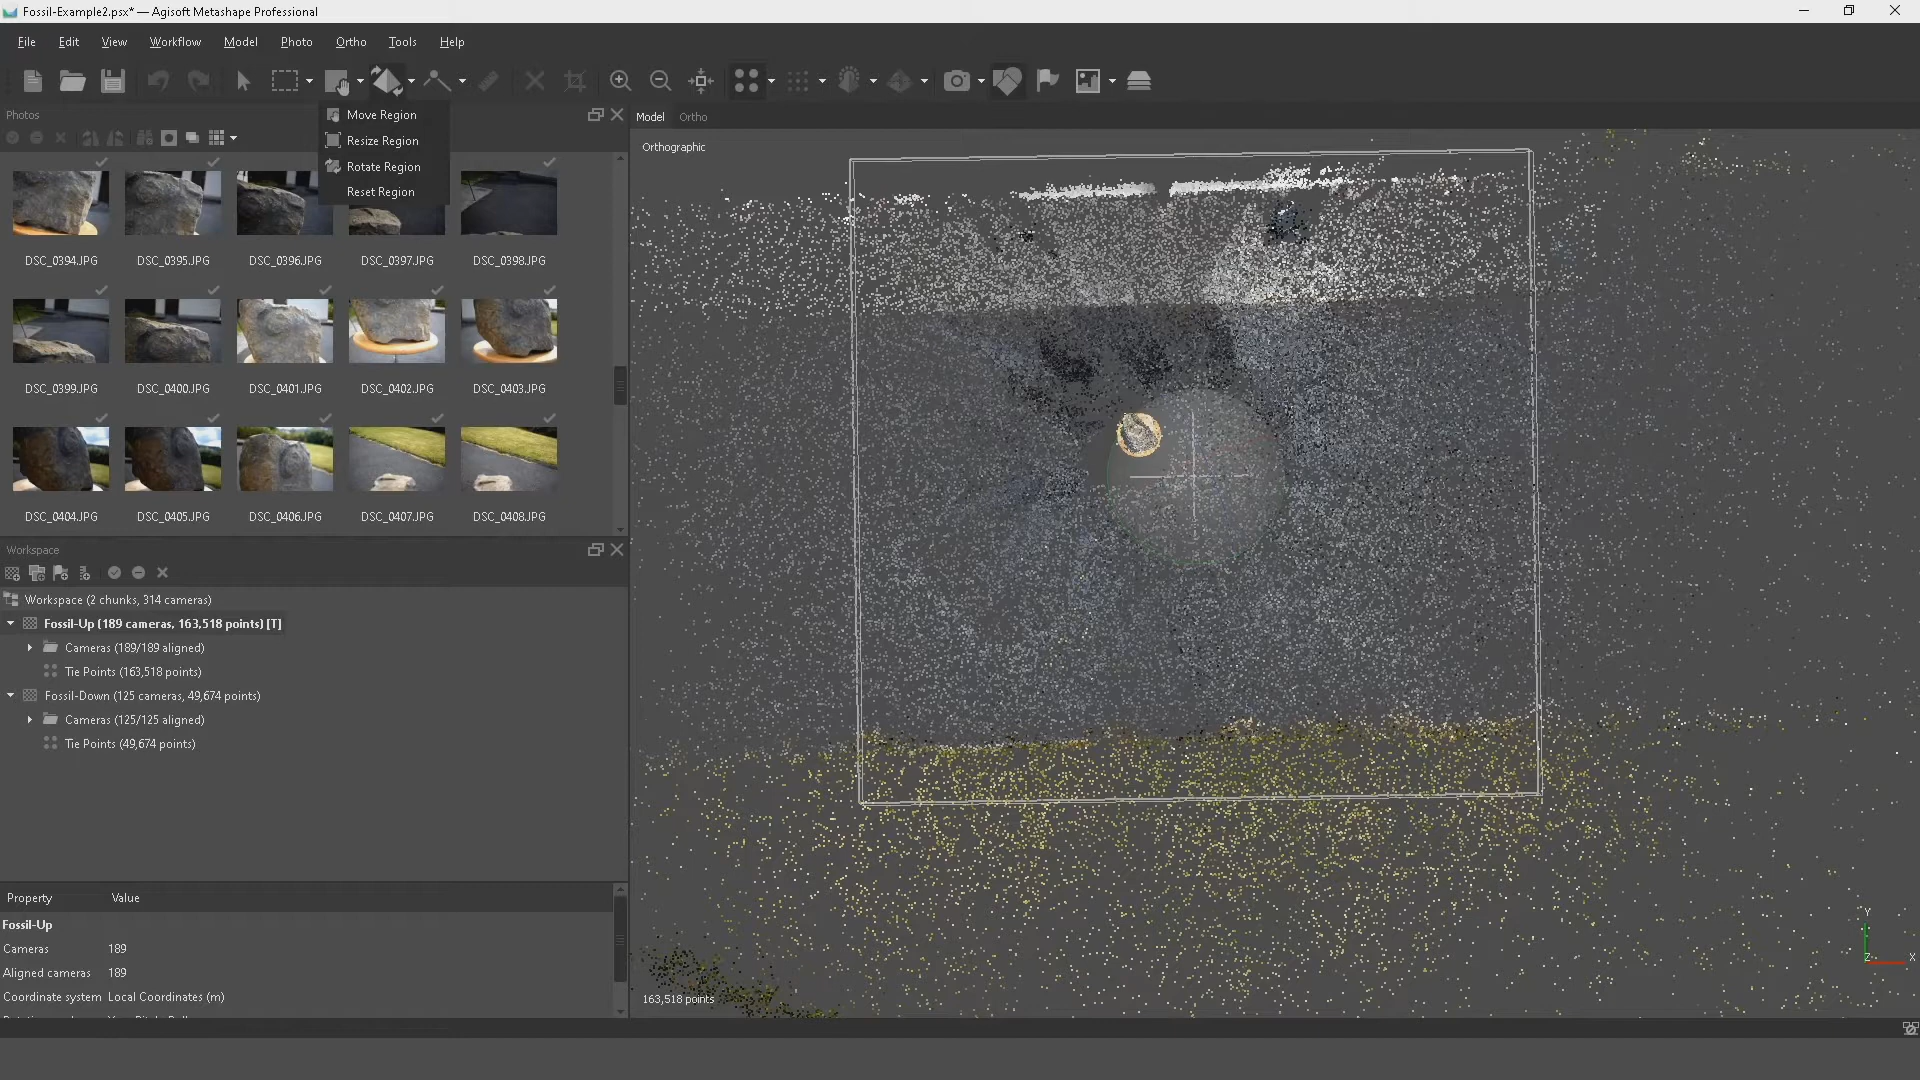 Fossil-Example2.psx* — Agisoft Metashape Professional
File Edit View Workflow Model Photo Ortho Tools Help
Photos
Move Region
Resize Region
Rotate Region
Reset Region
DSC_0394.JPG DSC_0395.JPG DSC_0396.JPG DSC_0397.JPG DSC_0398.JPG
DSC_0399.JPG DSC_0400.JPG DSC_0401.JPG DSC_0402.JPG DSC_0403.JPG
DSC_0404.JPG DSC_0405.JPG DSC_0406.JPG DSC_0407.JPG DSC_0408.JPG
Workspace
Workspace (2 chunks, 314 cameras)
Fossil-Up (189 cameras, 163,518 points) [T]
Cameras (189/189 aligned)
Tie Points (163,518 points)
Fossil-Down (125 cameras, 49,674 points)
Cameras (125/125 aligned)
Tie Points (49,674 points)
Property Value
Fossil-Up
Cameras 189
Aligned cameras 189
Coordinate system Local Coordinates (m)
Model Ortho
Orthographic
163,518 points
Y
Z
X